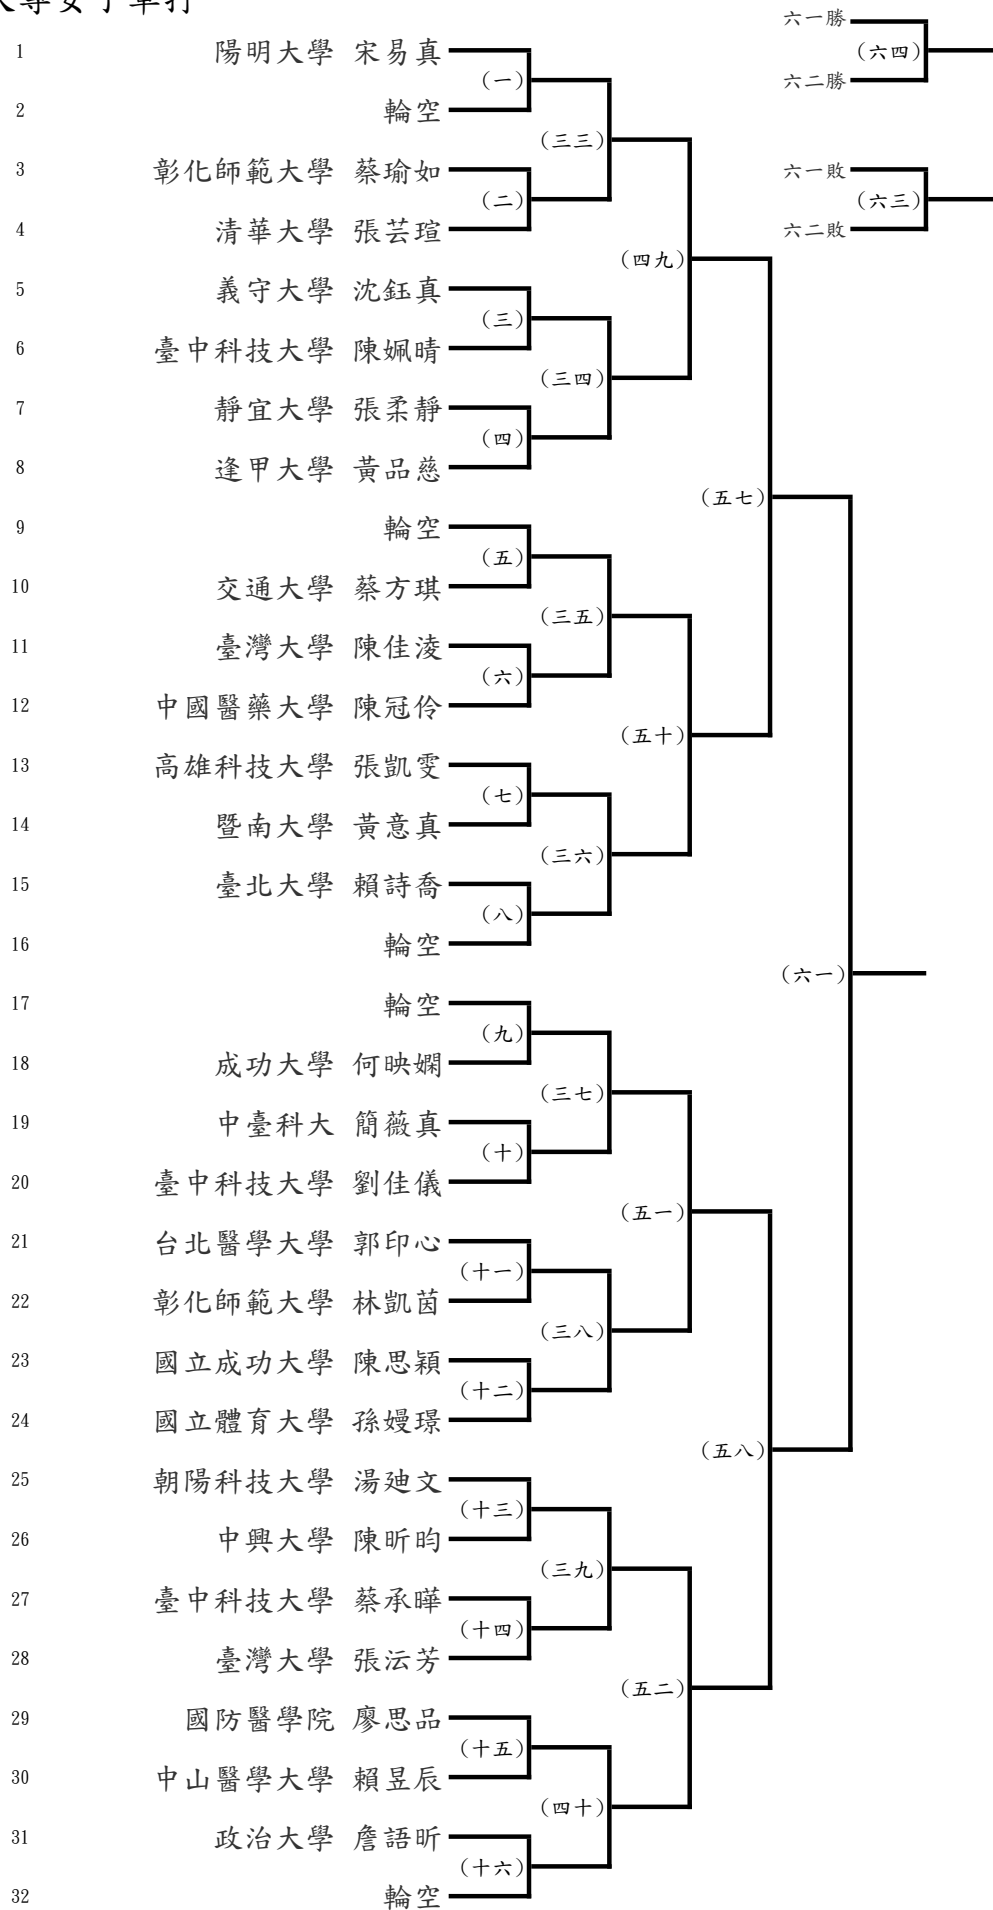 大專女子單打
六一勝
(六四)
六二勝
六一敗
(六三)
六二敗
1 陽明大學 宋易真
(一)
2 輪空
(三三)
3 彰化師範大學 蔡瑜如
(二)
4 清華大學 張芸瑄
(四九)
5 義守大學 沈鈺真
(三)
6 臺中科技大學 陳姵晴
(三四)
7 靜宜大學 張柔靜
(四)
8 逢甲大學 黃品慈
(五七)
9 輪空
(五)
10 交通大學 蔡方琪
(三五)
11 臺灣大學 陳佳淩
(六)
12 中國醫藥大學 陳冠伶
(五十)
13 高雄科技大學 張凱雯
(七)
14 暨南大學 黃意真
(三六)
15 臺北大學 賴詩喬
(八)
16 輪空
(六一)
17 輪空
(九)
18 成功大學 何映嫻
(三七)
19 中臺科大 簡薇真
(十)
20 臺中科技大學 劉佳儀
(五一)
21 台北醫學大學 郭印心
(十一)
22 彰化師範大學 林凱茵
(三八)
23 國立成功大學 陳思穎
(十二)
24 國立體育大學 孫嫚璟
(五八)
25 朝陽科技大學 湯廸文
(十三)
26 中興大學 陳昕昀
(三九)
27 臺中科技大學 蔡承曄
(十四)
28 臺灣大學 張沄芳
(五二)
29 國防醫學院 廖思品
(十五)
30 中山醫學大學 賴昱辰
(四十)
31 政治大學 詹語昕
(十六)
32 輪空